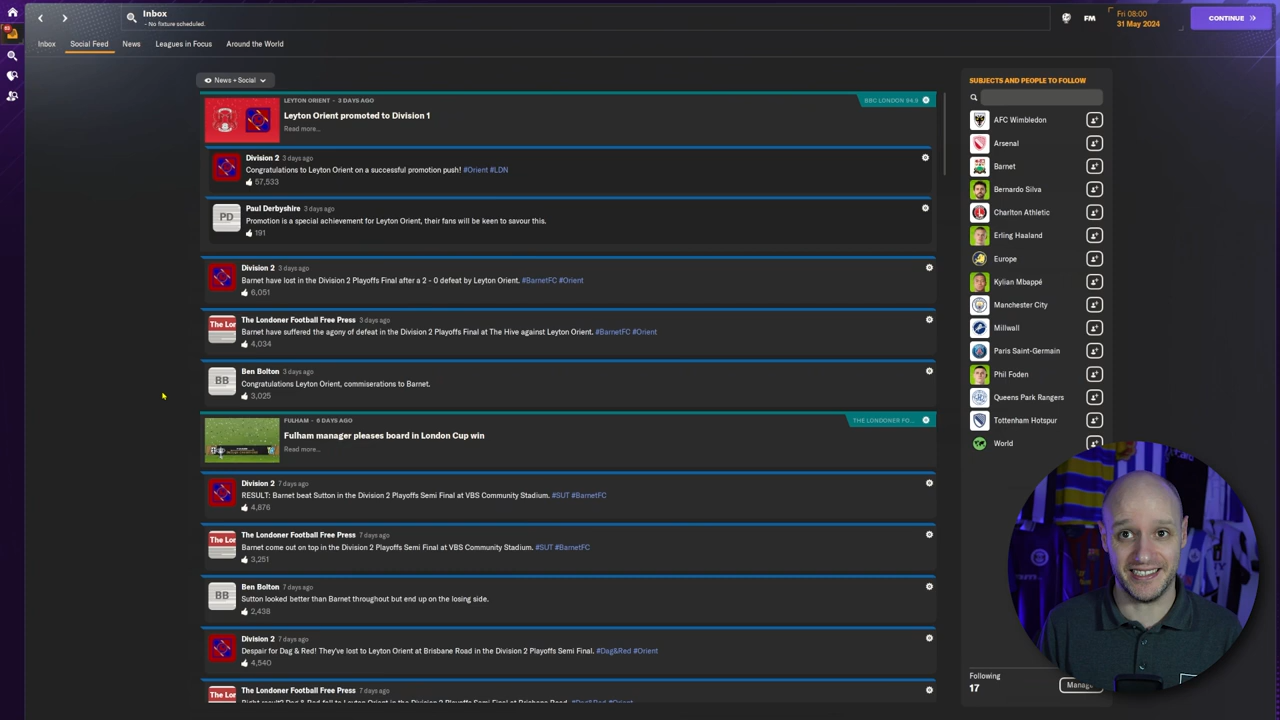 Inbox
- No fixture scheduled.
FM
Fri 08:00
31 May 2024
CONTINUE
Inbox
Social Feed
News
Leagues in Focus
Around the World
News + Social
LEYTON ORIENT - 3 DAYS AGO
BBC LONDON 94.9
Leyton Orient promoted to Division 1
Read more...
Division 2 3 days ago
Congratulations to Leyton Orient on a successful promotion push! #Orient #LDN
57,533
PD
Paul Derbyshire 3 days ago
Promotion is a special achievement for Leyton Orient, their fans will be keen to savour this.
191
Division 2 3 days ago
Barnet have lost in the Division 2 Playoffs Final after a 2 - 0 defeat by Leyton Orient. #BarnetFC #Orient
6,051
The Lor
The Londoner Football Free Press 3 days ago
Barnet have suffered the agony of defeat in the Division 2 Playoffs Final at The Hive against Leyton Orient. #BarnetFC #Orient
4,034
BB
Ben Bolton 3 days ago
Congratulations Leyton Orient, commiserations to Barnet.
3,025
FULHAM - 6 DAYS AGO
THE LONDONER FO...
Fulham manager pleases board in London Cup win
Read more...
Division 2 7 days ago
RESULT: Barnet beat Sutton in the Division 2 Playoffs Semi Final at VBS Community Stadium. #SUT #BarnetFC
4,876
The Lor
The Londoner Football Free Press 7 days ago
Barnet come out on top in the Division 2 Playoffs Semi Final at VBS Community Stadium. #SUT #BarnetFC
3,251
BB
Ben Bolton 7 days ago
Sutton looked better than Barnet throughout but end up on the losing side.
2,438
Division 2 7 days ago
Despair for Dag & Red! They've lost to Leyton Orient at Brisbane Road in the Division 2 Playoffs Semi Final. #Dag&Red #Orient
4,540
The Lor
The Londoner Football Free Press 7 days ago
SUBJECTS AND PEOPLE TO FOLLOW
AFC Wimbledon
Arsenal
Barnet
Bernardo Silva
Charlton Athletic
Erling Haaland
Europe
Kylian Mbappé
Manchester City
Millwall
Paris Saint-Germain
Phil Foden
Queens Park Rangers
Tottenham Hotspur
World
Following
17
Manage